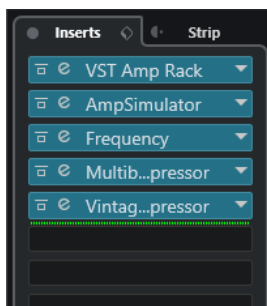 Inserts Strip
VST Amp Rack
AmpSimulator
Frequency
Multib...pressor
Vintag...pressor